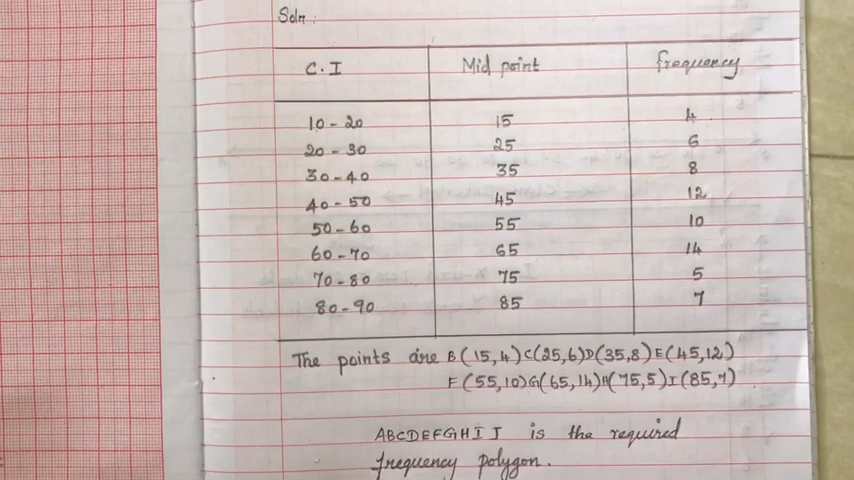 Soln:
C.I Mid point frequency
10-20 15 4
20-30 25 6
30-40 35 8
40-50 45 12
50-60 55 10
60-70 65 14
70-80 75 5
80-90 85 7
The points are B(15,4) C(25,6) D(35,8) E(45,12)
F(55,10) G(65,14) H(75,5) I(85,7)
ABCDEFGHIJ is the required
frequency polygon.